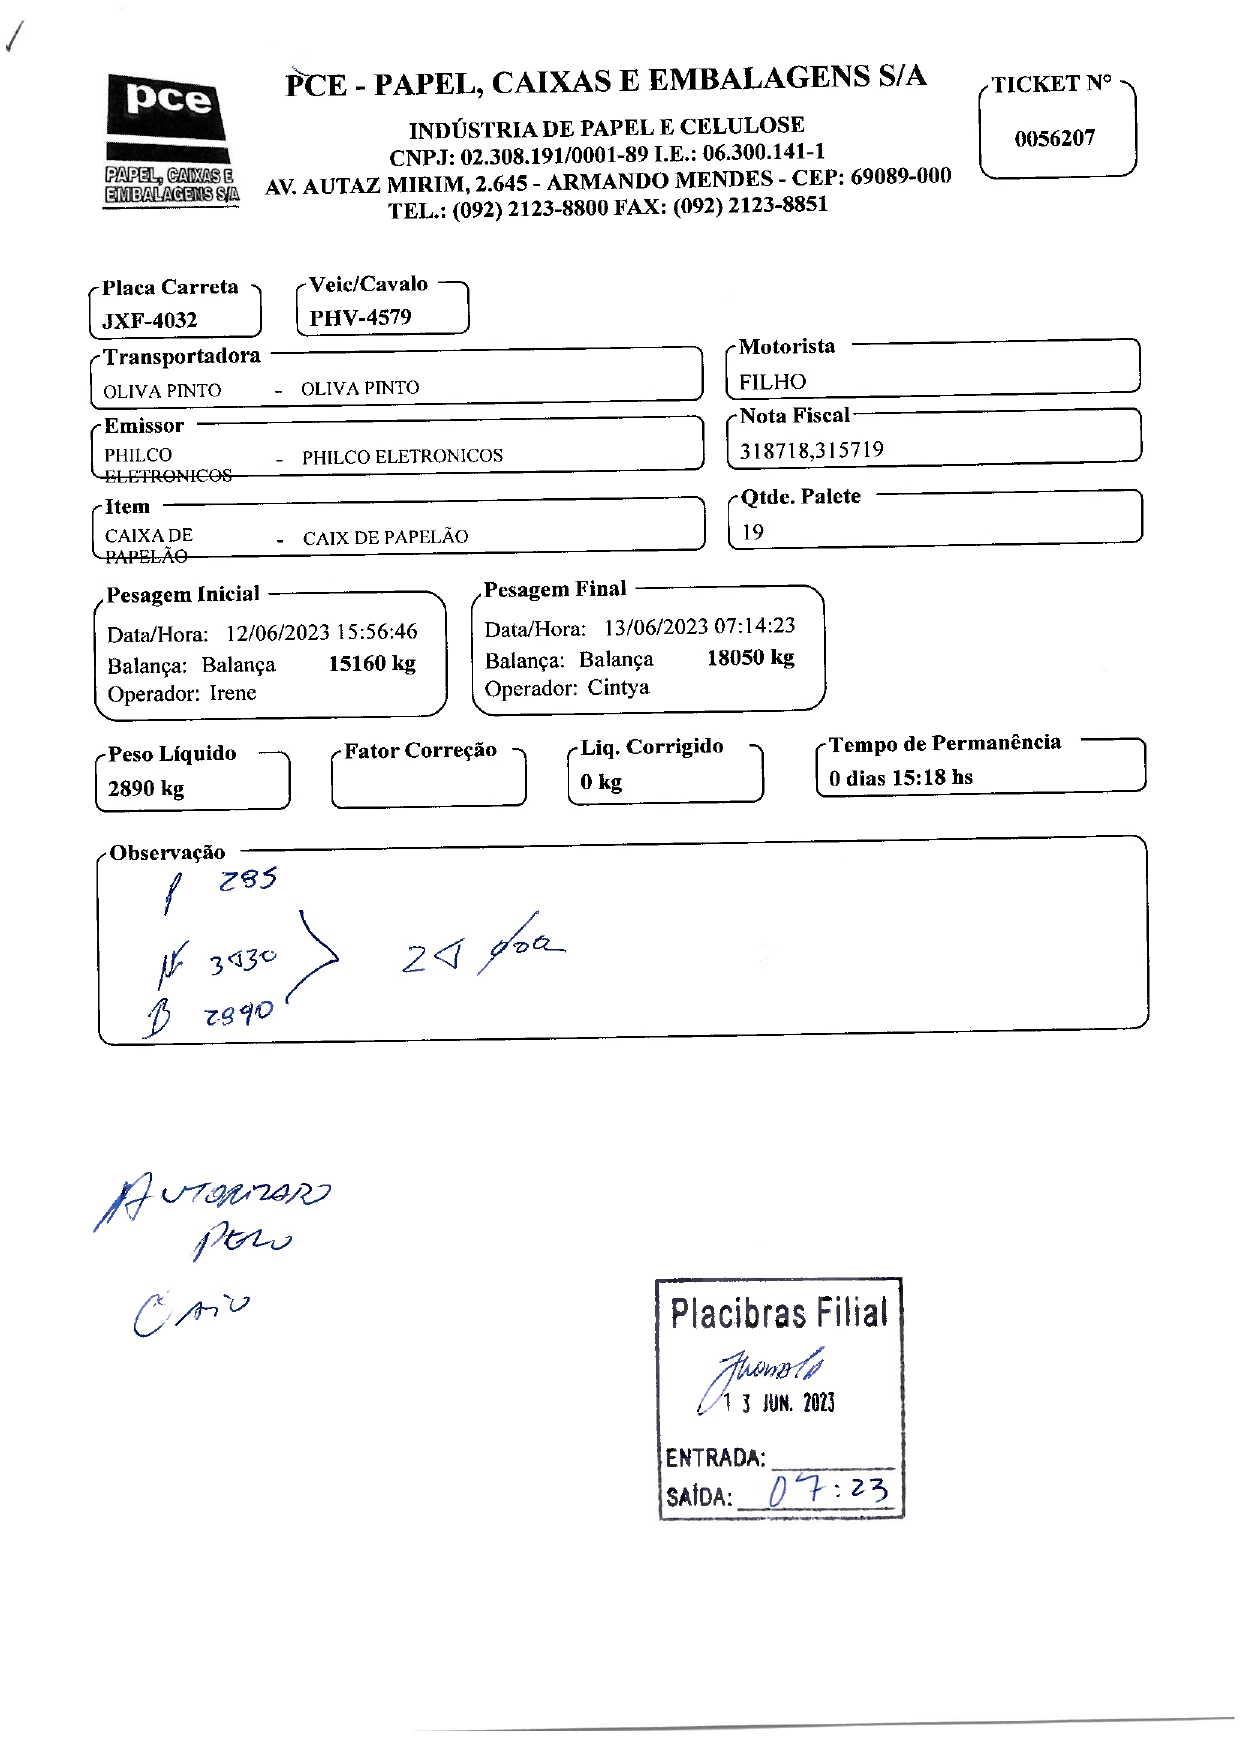 pce
PAPEL, CAIXAS E
EMBALAGENS S/A
PCE - PAPEL, CAIXAS E EMBALAGENS S/A
INDÚSTRIA DE PAPEL E CELULOSE
CNPJ: 02.308.191/0001-89 I.E.: 06.300.141-1
AV. AUTAZ MIRIM, 2.645 - ARMANDO MENDES - CEP: 69089-000
TEL.: (092) 2123-8800 FAX: (092) 2123-8851
TICKET Nº
0056207
Placa Carreta
JXF-4032
Veic/Cavalo
PHV-4579
Transportadora
OLIVA PINTO - OLIVA PINTO
Motorista
FILHO
Emissor
PHILCO - PHILCO ELETRONICOS
ELETRONICOS
Nota Fiscal
318718,315719
Item
CAIXA DE - CAIX DE PAPELÃO
PAPELÃO
Qtde. Palete
19
Pesagem Inicial
Data/Hora: 12/06/2023 15:56:46
Balança: Balança 15160 kg
Operador: Irene
Pesagem Final
Data/Hora: 13/06/2023 07:14:23
Balança: Balança 18050 kg
Operador: Cintya
Peso Líquido
2890 kg
Fator Correção
Liq. Corrigido
0 kg
Tempo de Permanência
0 dias 15:18 hs
Observação
P 285
B 2890
AUTORIZADO
PELO
CAIO
Placibras Filial
13 JUN. 2023
ENTRADA:
SAÍDA: 07:23